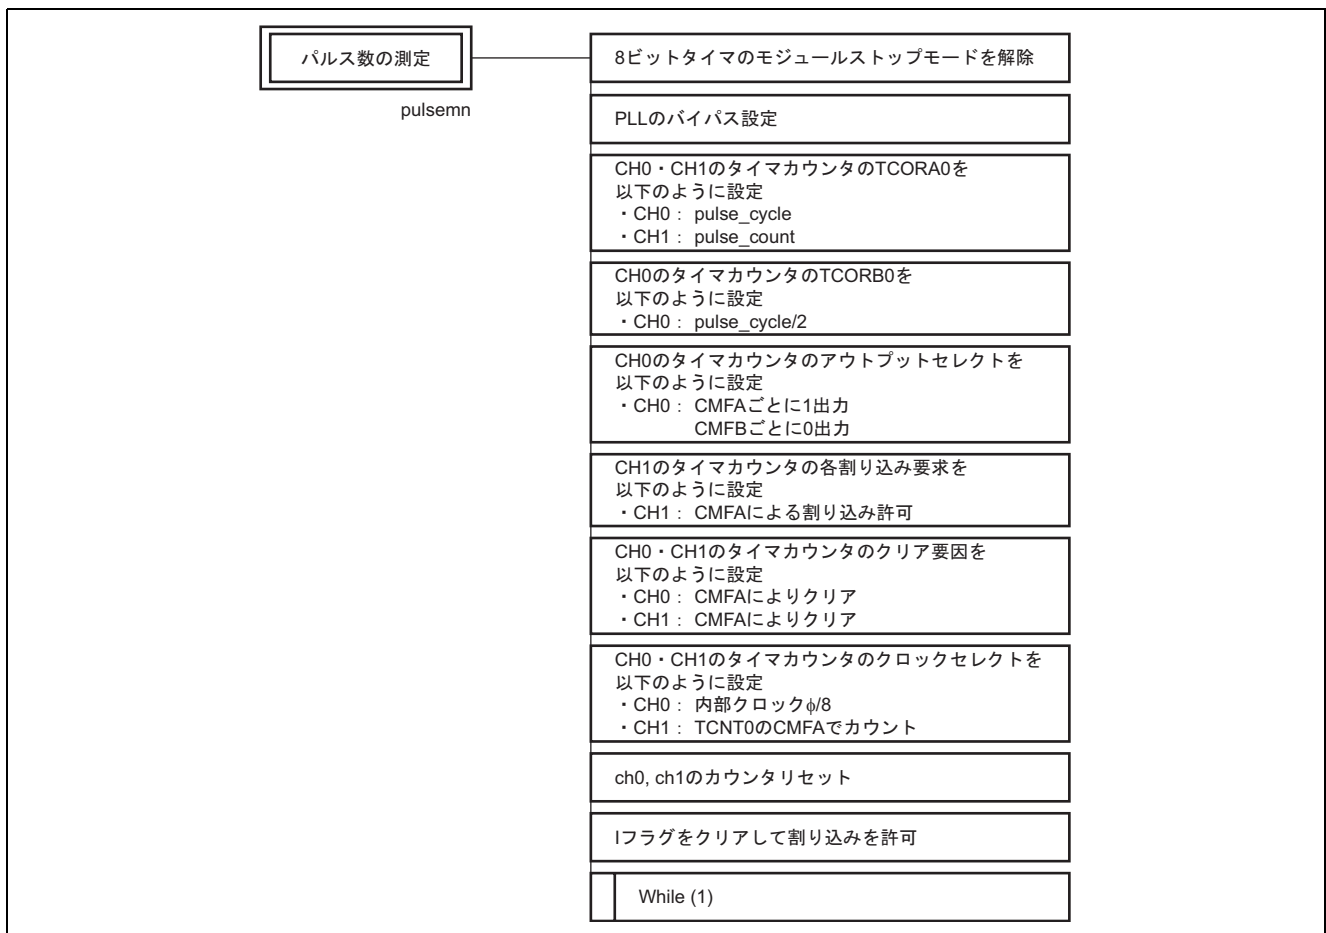 パルス数の測定
pulsemn
8ビットタイマのモジュールストップモードを解除
PLLのバイパス設定
CH0・CH1のタイマカウンタのTCORA0を
以下のように設定
・CH0： pulse_cycle
・CH1： pulse_count
CH0のタイマカウンタのTCORB0を
以下のように設定
・CH0： pulse_cycle/2
CH0のタイマカウンタのアウトプットセレクトを
以下のように設定
・CH0： CMFAごとに1出力
CMFBごとに0出力
CH1のタイマカウンタの各割り込み要求を
以下のように設定
・CH1： CMFAによる割り込み許可
CH0・CH1のタイマカウンタのクリア要因を
以下のように設定
・CH0： CMFAによりクリア
・CH1： CMFAによりクリア
CH0・CH1のタイマカウンタのクロックセレクトを
以下のように設定
・CH0： 内部クロックφ/8
・CH1： TCNT0のCMFAでカウント
ch0, ch1のカウンタリセット
Iフラグをクリアして割り込みを許可
While (1)